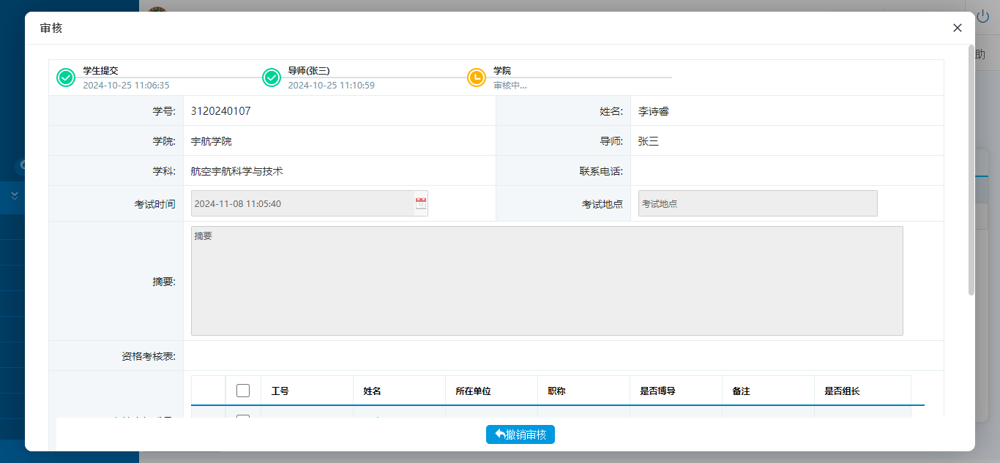 审核
助
学生提交
2024-10-25 11:06:35
导师(张三)
2024-10-25 11:10:59
学院
审核中...
学号: 3120240107 姓名: 李诗睿
学院: 宇航学院 导师: 张三
学科: 航空宇航科学与技术 联系电话:
考试时间 2024-11-08 11:05:40 考试地点 考试地点
摘要: 摘要
资格考核表:
工号 姓名 所在单位 职称 是否博导 备注 是否组长
撤销审核